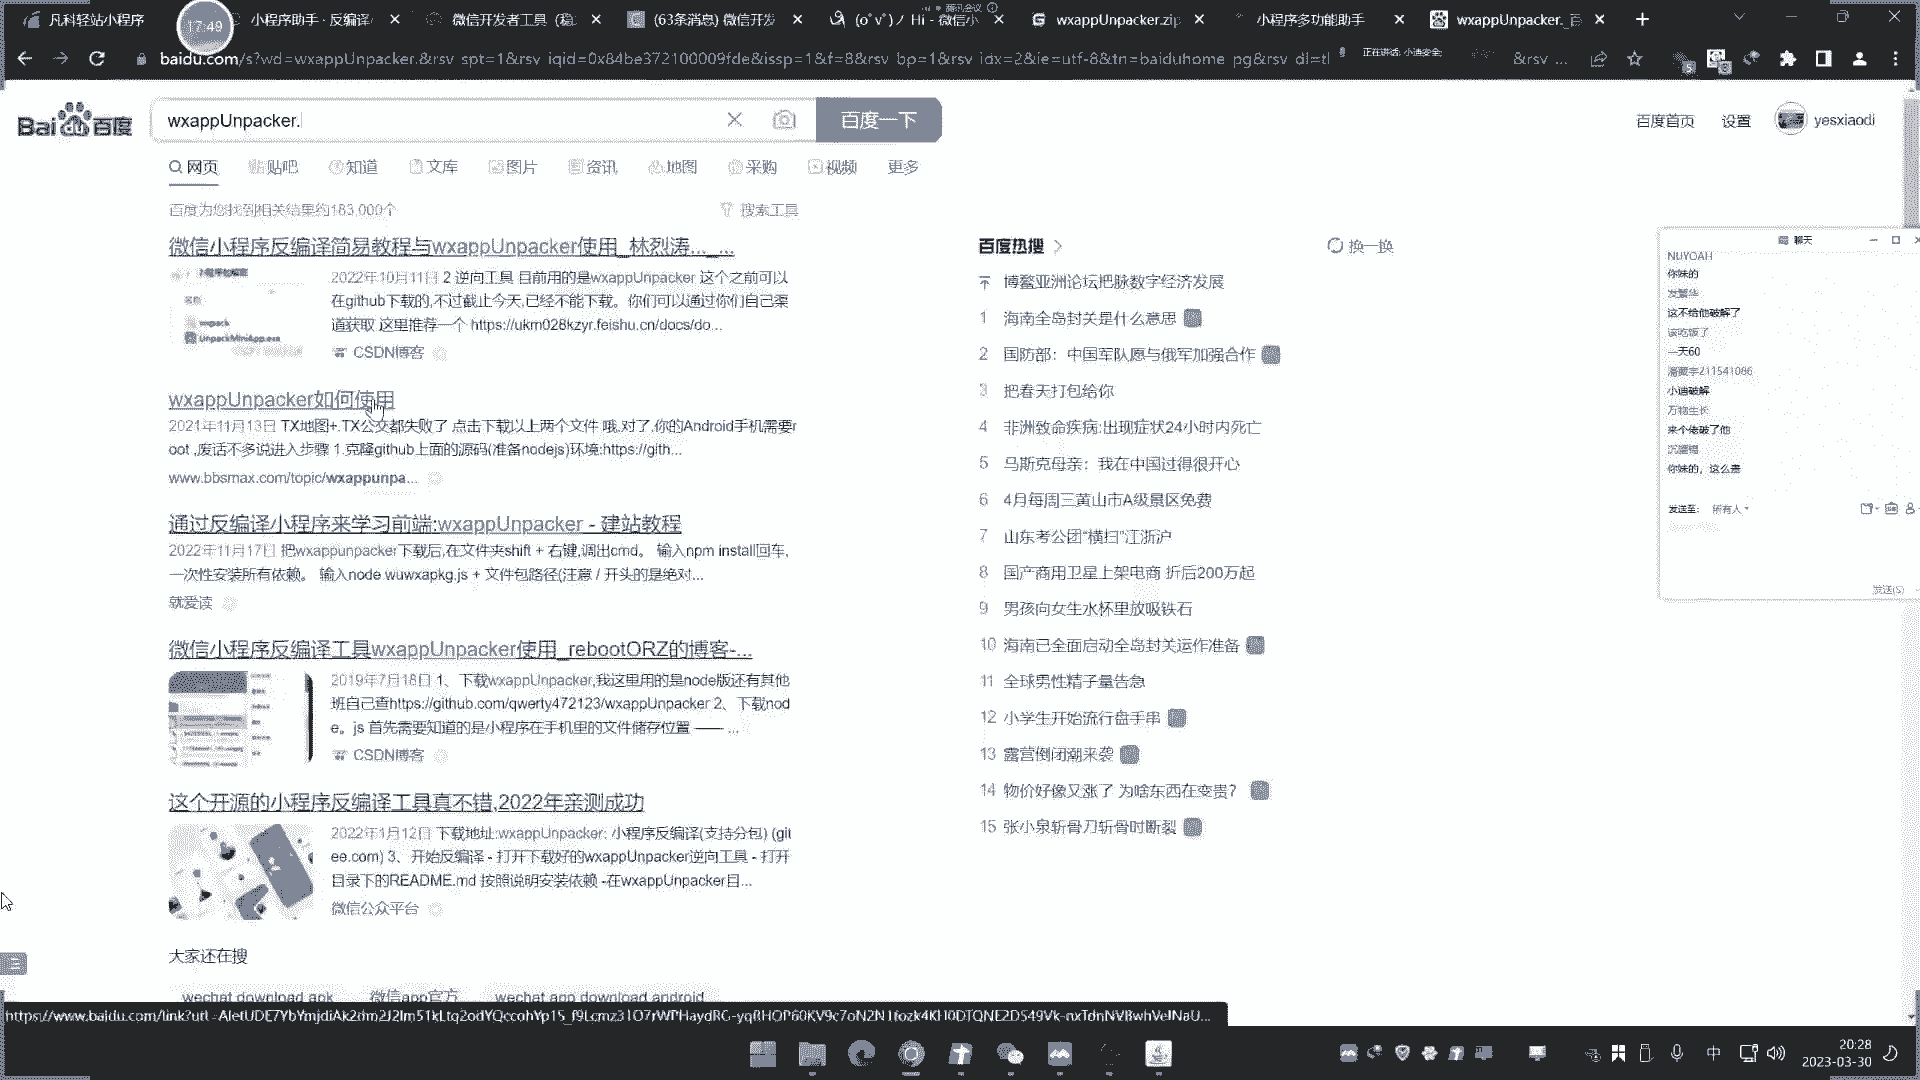 凡科轻站小程序
17:49
小程序助手 · 反编译
微信开发者工具（稳
(63条消息) 微信开发
(o°v°)ノ Hi - 微信小
wxappUnpacker.zip
小程序多功能助手
wxappUnpacker._百
baidu.com/s?wd=wxappUnpacker.&rsv_spt=1&rsv_iqid=0x84be372100009fde&issp=1&f=8&rsv_bp=1&rsv_idx=2&ie=utf-8&tn=baiduhome_pg&rsv_dl=tl
正在讲话: 小迪安全;
&rsv ...
Bai du 百度
wxappUnpacker.
百度一下
百度首页
设置
yesxiaodi
网页
贴吧
知道
文库
图片
资讯
地图
采购
视频
更多
百度为您找到相关结果约183,000个
搜索工具
微信小程序反编译简易教程与wxappUnpacker使用_林烈涛..._...
2022年10月11日 2 逆向工具 目前用的是wxappUnpacker 这个之前可以
在github下载的,不过截止今天,已经不能下载。你们可以通过你们自己渠
道获取 这里推荐一个 https://ukm028kzyr.feishu.cn/docs/do...
CSDN博客
wxappUnpacker如何使用
2021年11月13日 TX地图+.TX公交都失败了 点击下载以上两个文件 哦,对了,你的Android手机需要r
oot ,废话不多说进入步骤 1.克隆github上面的源码(准备nodejs)环境:https://gith...
www.bbsmax.com/topic/wxappunpa...
通过反编译小程序来学习前端:wxappUnpacker - 建站教程
2022年11月17日 把wxappunpacker下载后,在文件夹shift + 右键,调出cmd。 输入npm install回车,
一次性安装所有依赖。 输入node wuwxapkg.js + 文件包路径(注意 / 开头的是绝对...
就爱读
微信小程序反编译工具wxappUnpacker使用_rebootORZ的博客-...
2019年7月18日 1、下载wxappUnpacker,我这里用的是node版还有其他
班自己查https://github.com/qwerty472123/wxappUnpacker 2、下载nod
e。js 首先需要知道的是小程序在手机里的文件储存位置 —— ...
CSDN博客
这个开源的小程序反编译工具真不错,2022年亲测成功
2022年1月12日 下载地址:wxappUnpacker: 小程序反编译(支持分包) (git
ee.com) 3、开始反编译 - 打开下载好的wxappUnpacker逆向工具 - 打开
目录下的README.md 按照说明安装依赖 -在wxappUnpacker目...
微信公众平台
大家还在搜
wechat download apk
微信app官方
wechat app download android
百度热搜
换一换
博鳌亚洲论坛把脉数字经济发展
1 海南全岛封关是什么意思
2 国防部：中国军队愿与俄军加强合作
3 把春天打包给你
4 非洲致命疾病:出现症状24小时内死亡
5 马斯克母亲：我在中国过得很开心
6 4月每周三黄山市A级景区免费
7 山东考公团“横扫”江浙沪
8 国产商用卫星上架电商 折后200万起
9 男孩向女生水杯里放吸铁石
10 海南已全面启动全岛封关运作准备
11 全球男性精子量告急
12 小学生开始流行盘手串
13 露营倒闭潮来袭
14 物价好像又涨了 为啥东西在变贵？
15 张小泉斩骨刀斩骨时断裂
聊天
NUYOAH
你妹的
发繁华
这不给他破解了
该吃饭了
一天60
小迪破解
万物生长
来个佬破了他
你妹的，这么贵
发送至:
所有人
发送(S)
中
20:28
2023-03-30